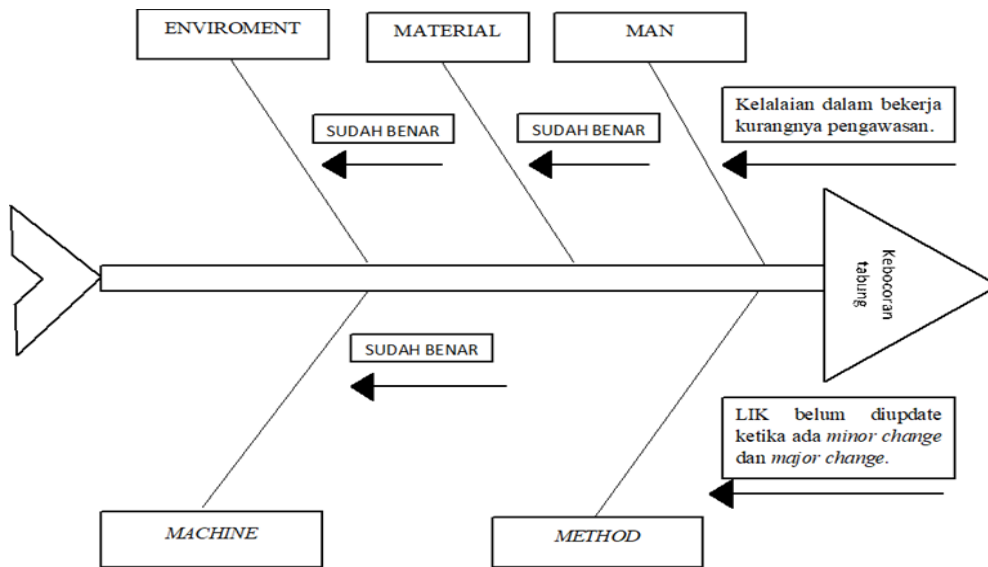 ENVIROMENT
MATERIAL
MAN
SUDAH BENAR
SUDAH BENAR
Kelalaian dalam bekerja
kurangnya pengawasan.
Kebocoran
tabung
SUDAH BENAR
LIK belum diupdate
ketika ada minor change
dan major change.
MACHINE
METHOD